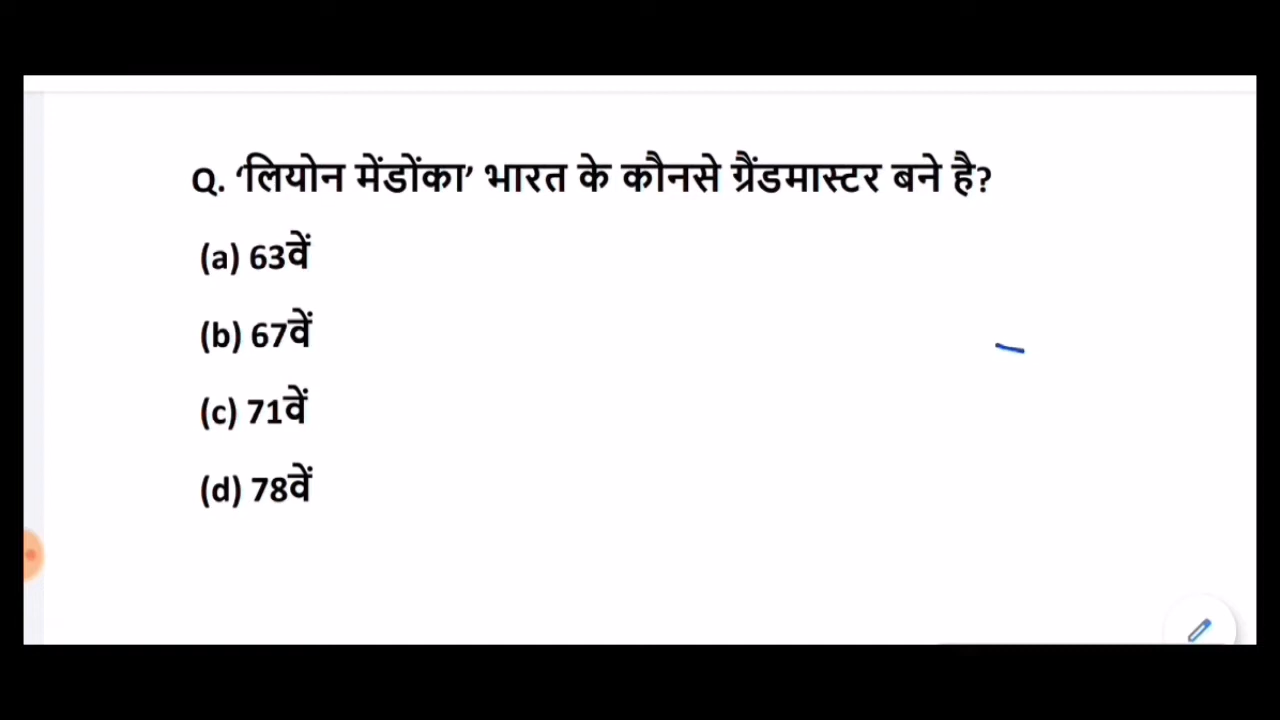 Q. ‘लियोन मेंडोंका’ भारत के कौनसे ग्रैंडमास्टर बने है?
(a) 63वें
(b) 67वें
(c) 71वें
(d) 78वें